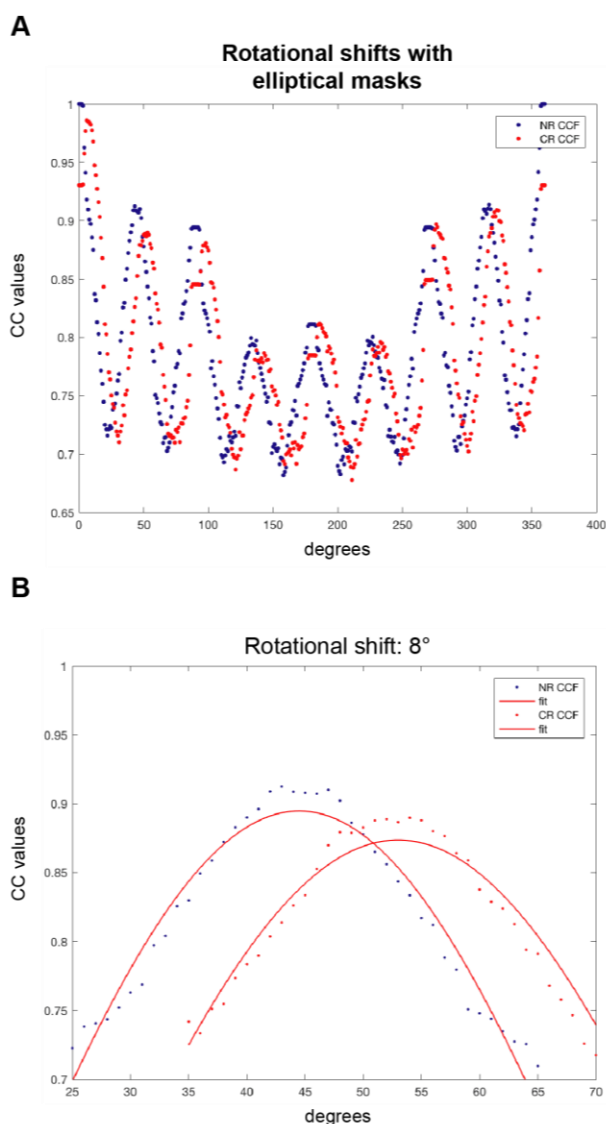 A
Rotational shifts with
elliptical masks
1
0.95
0.9
0.85
0.8
0.75
0.7
0.65
CC values
NR CCF
CR CCF
0 50 100 150 200 250 300 350 400
degrees
B
Rotational shift: 8°
1
0.95
0.9
0.85
0.8
0.75
0.7
CC values
NR CCF
fit
CR CCF
fit
25 30 35 40 45 50 55 60 65 70
degrees